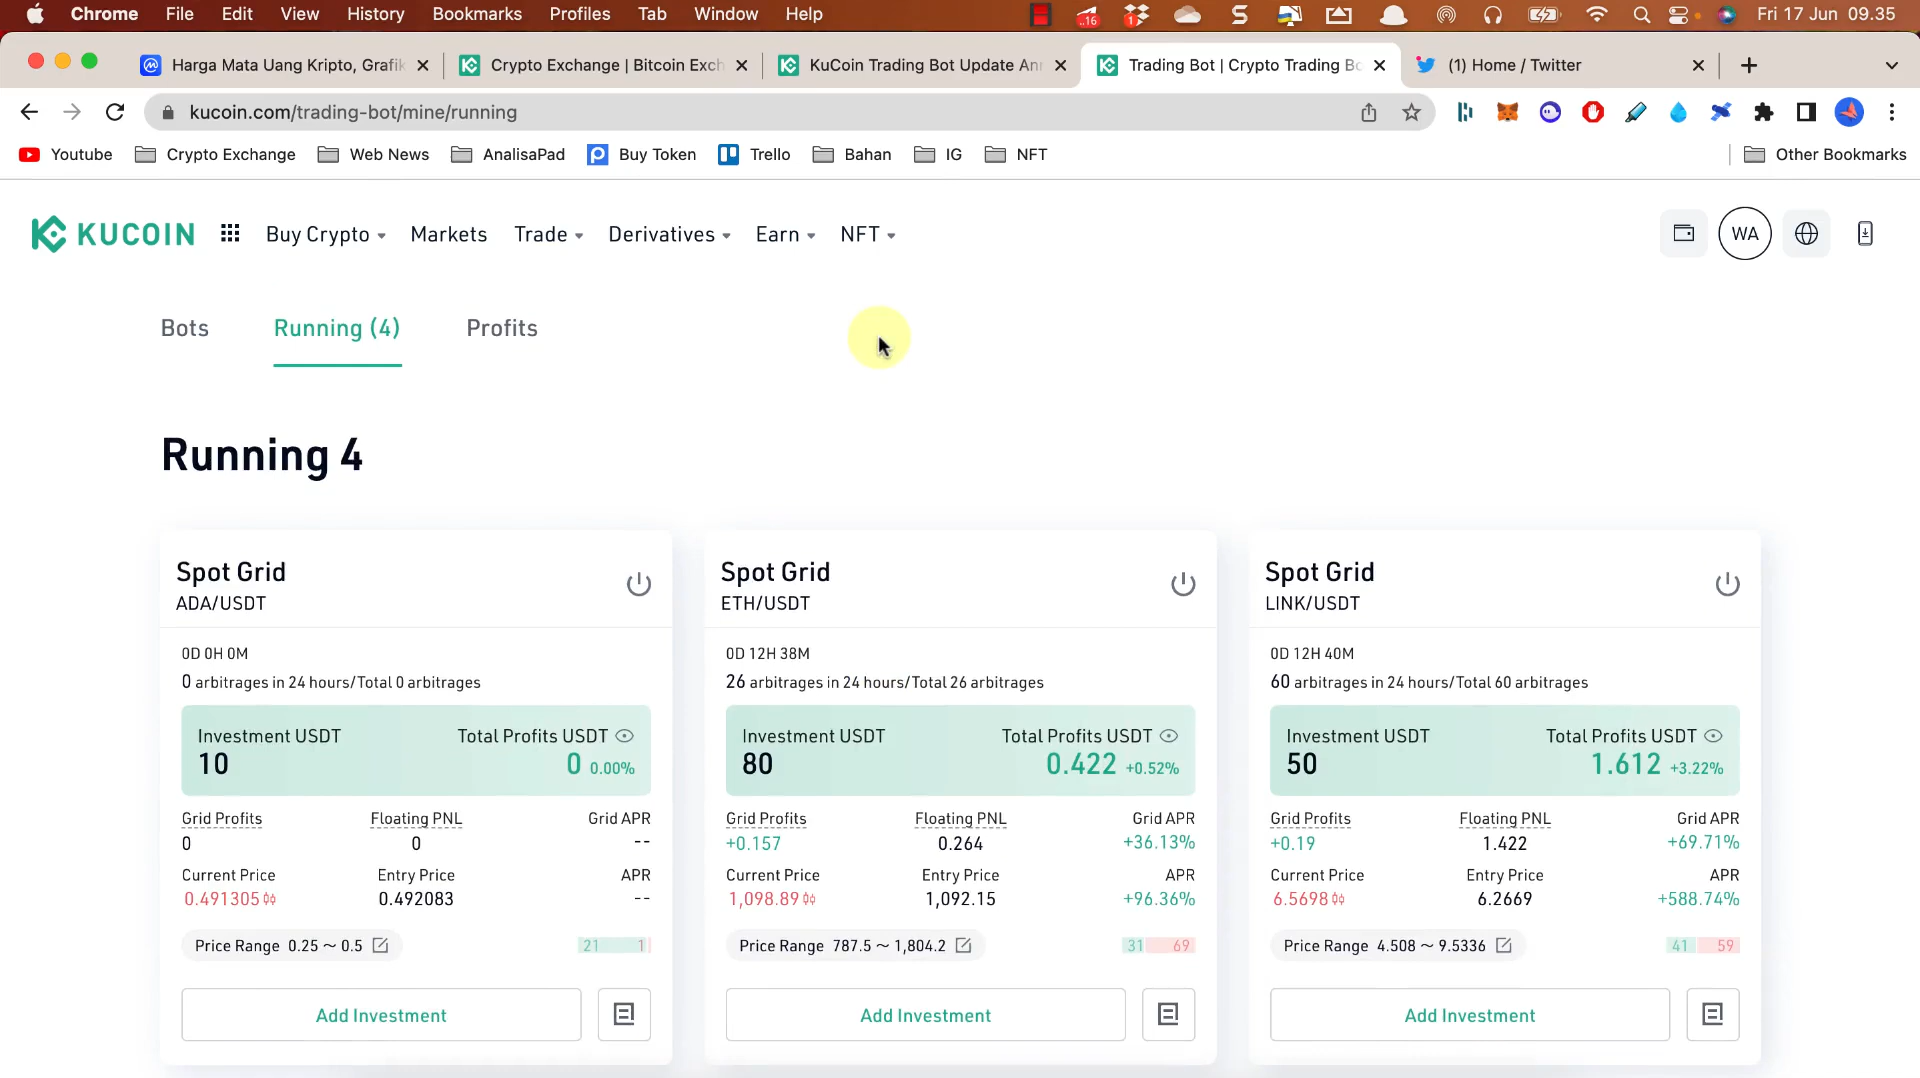 Chrome File Edit View History Bookmarks Profiles Tab Window Help Fri 17 Jun 09.35
Harga Mata Uang Kripto, Grafik Crypto Exchange | Bitcoin Exch KuCoin Trading Bot Update Ann Trading Bot | Crypto Trading Bo (1) Home / Twitter
kucoin.com/trading-bot/mine/running
Youtube Crypto Exchange Web News AnalisaPad Buy Token Trello Bahan IG NFT Other Bookmarks
KUCOIN Buy Crypto Markets Trade Derivatives Earn NFT WA
Bots Running (4) Profits
Running 4
Spot Grid
ADA/USDT
0D 0H 0M
0 arbitrages in 24 hours/Total 0 arbitrages
Investment USDT Total Profits USDT
10 0 0.00%
Grid Profits Floating PNL Grid APR
0 0 --
Current Price Entry Price APR
0.491305 0.492083 --
Price Range 0.25 ~ 0.5 21 1
Add Investment
Spot Grid
ETH/USDT
0D 12H 38M
26 arbitrages in 24 hours/Total 26 arbitrages
Investment USDT Total Profits USDT
80 0.422 +0.52%
Grid Profits Floating PNL Grid APR
+0.157 0.264 +36.13%
Current Price Entry Price APR
1,098.89 1,092.15 +96.36%
Price Range 787.5 ~ 1,804.2 31 69
Add Investment
Spot Grid
LINK/USDT
0D 12H 40M
60 arbitrages in 24 hours/Total 60 arbitrages
Investment USDT Total Profits USDT
50 1.612 +3.22%
Grid Profits Floating PNL Grid APR
+0.19 1.422 +69.71%
Current Price Entry Price APR
6.5698 6.2669 +588.74%
Price Range 4.508 ~ 9.5336 41 59
Add Investment